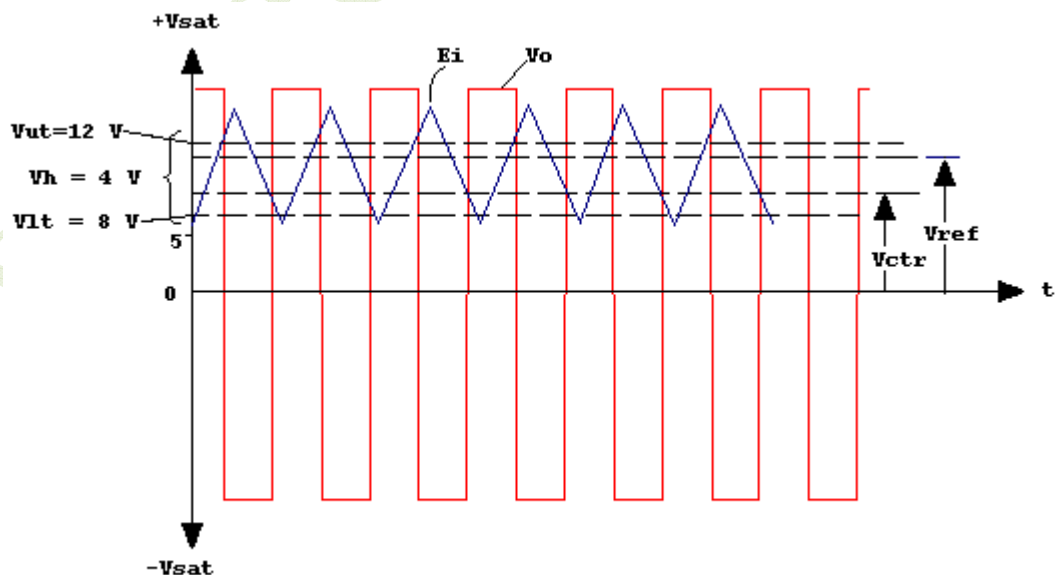 +Vsat
Ei
Vo
Vut=12 V
Vh = 4 V
Vlt = 8 V
5
Vref
Vctr
0
t
-Vsat